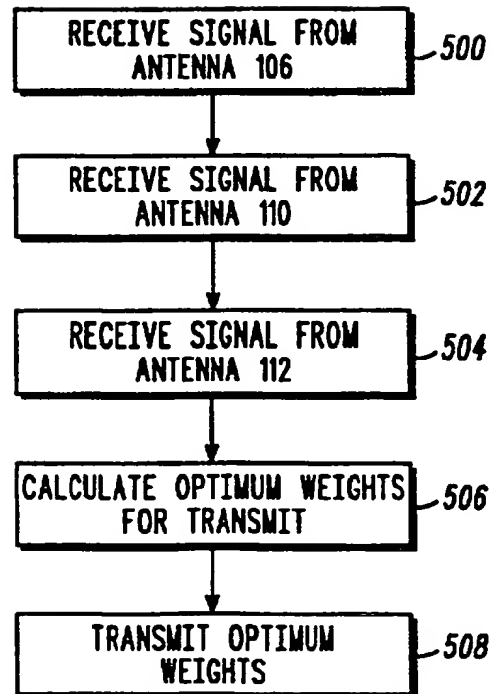 RECEIVE SIGNAL FROM
ANTENNA 106
500
RECEIVE SIGNAL FROM
ANTENNA 110
502
RECEIVE SIGNAL FROM
ANTENNA 112
504
CALCULATE OPTIMUM WEIGHTS
FOR TRANSMIT
506
TRANSMIT OPTIMUM
WEIGHTS
508